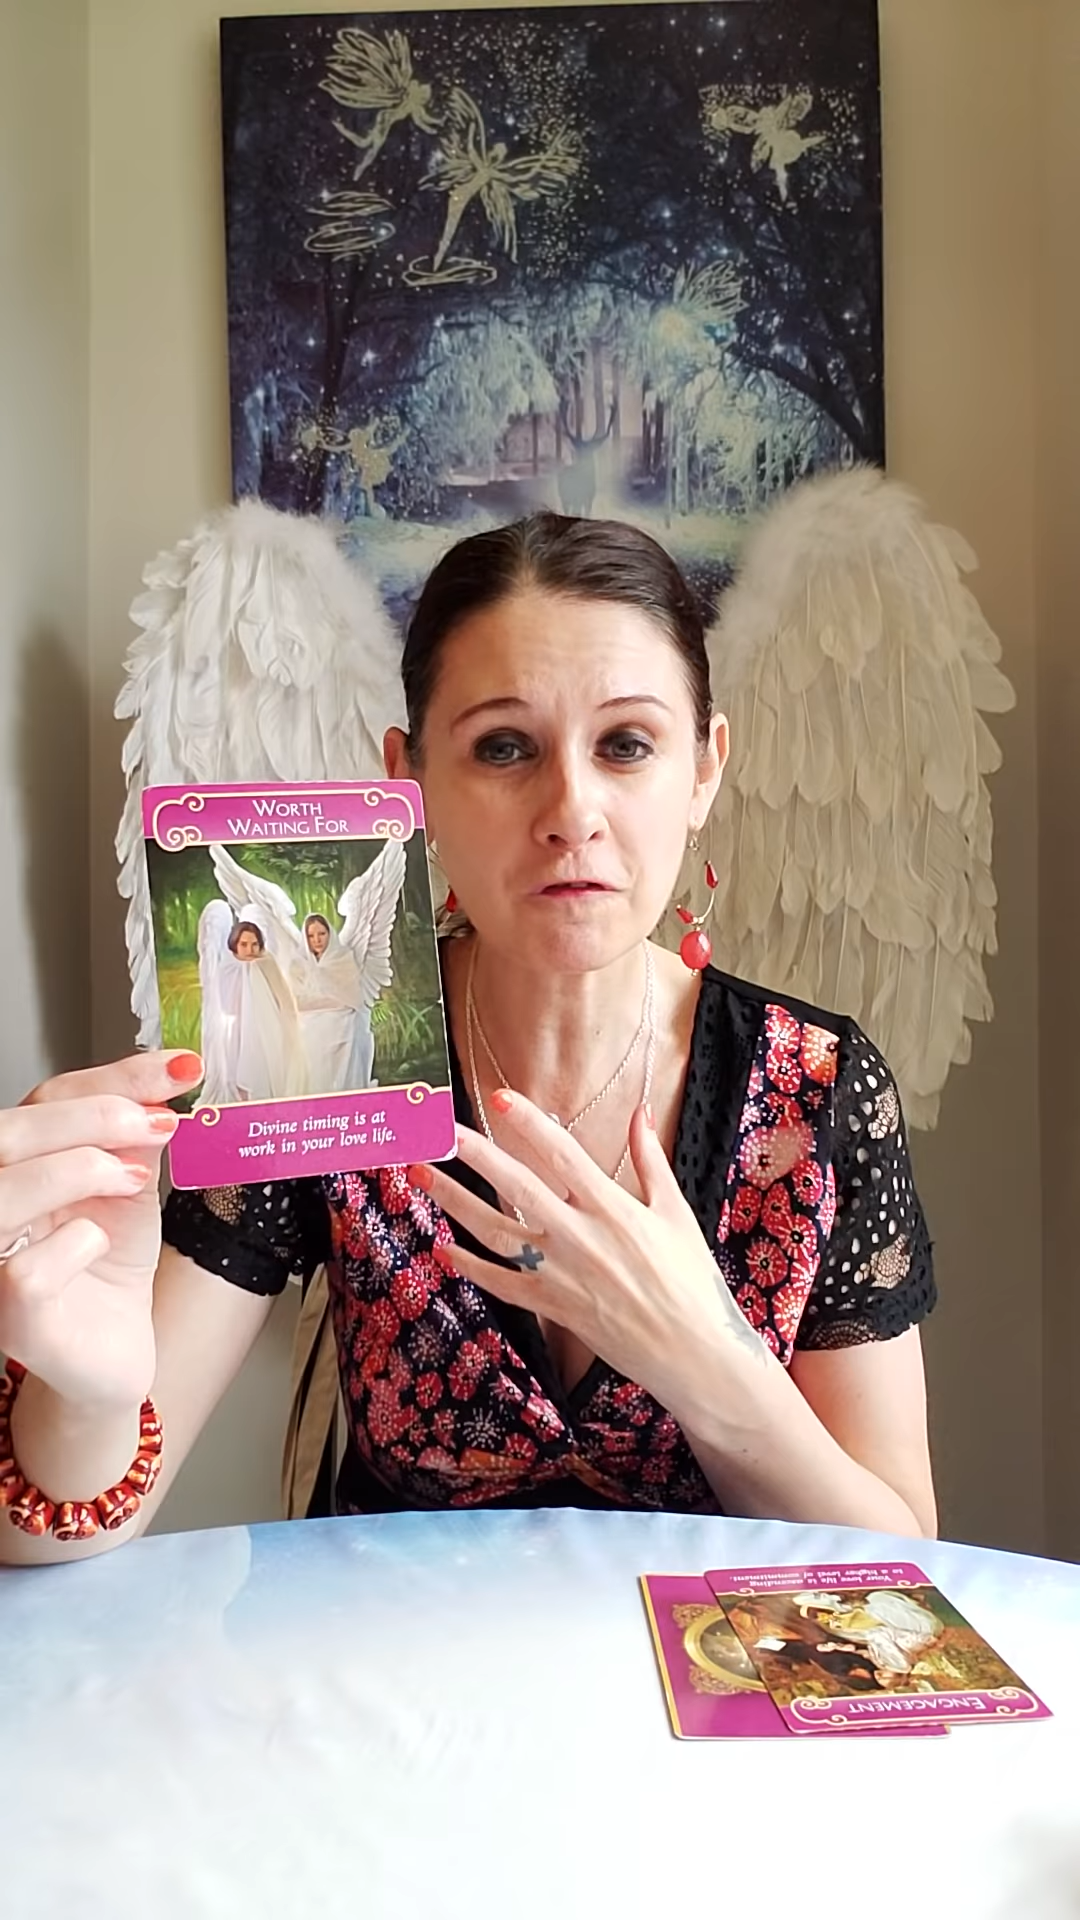 WORTH
WAITING FOR
Divine timing is at
work in your love life.
Your love life is ascending
to a higher level of commitment.
ENGAGEMENT